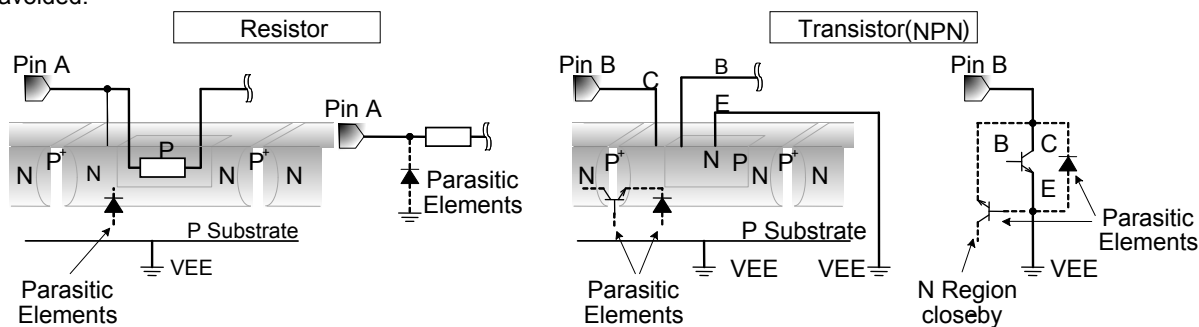 avoided.
Resistor
Transistor(NPN)
Pin A
Pin B
C
B
E
Pin B
Pin A
N
P+
N
P
N
P+
N
N
P+
N
P
N
P+
N
B
C
E
Parasitic
Elements
Parasitic
Elements
P Substrate
P Substrate
VEE
VEE
VEE
VEE
Parasitic
Elements
Parasitic
Elements
N Region
closeby